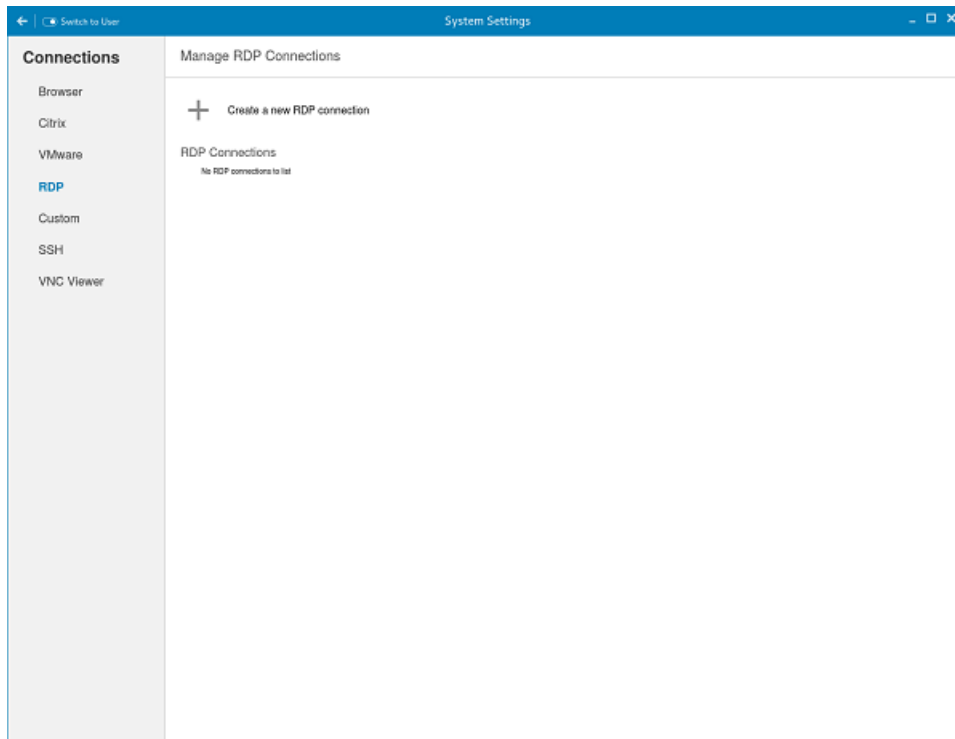 Switch to User
System Settings
Connections
Browser
Citrix
VMware
RDP
Custom
SSH
VNC Viewer
Manage RDP Connections
Create a new RDP connection
RDP Connections
No RDP connections to list